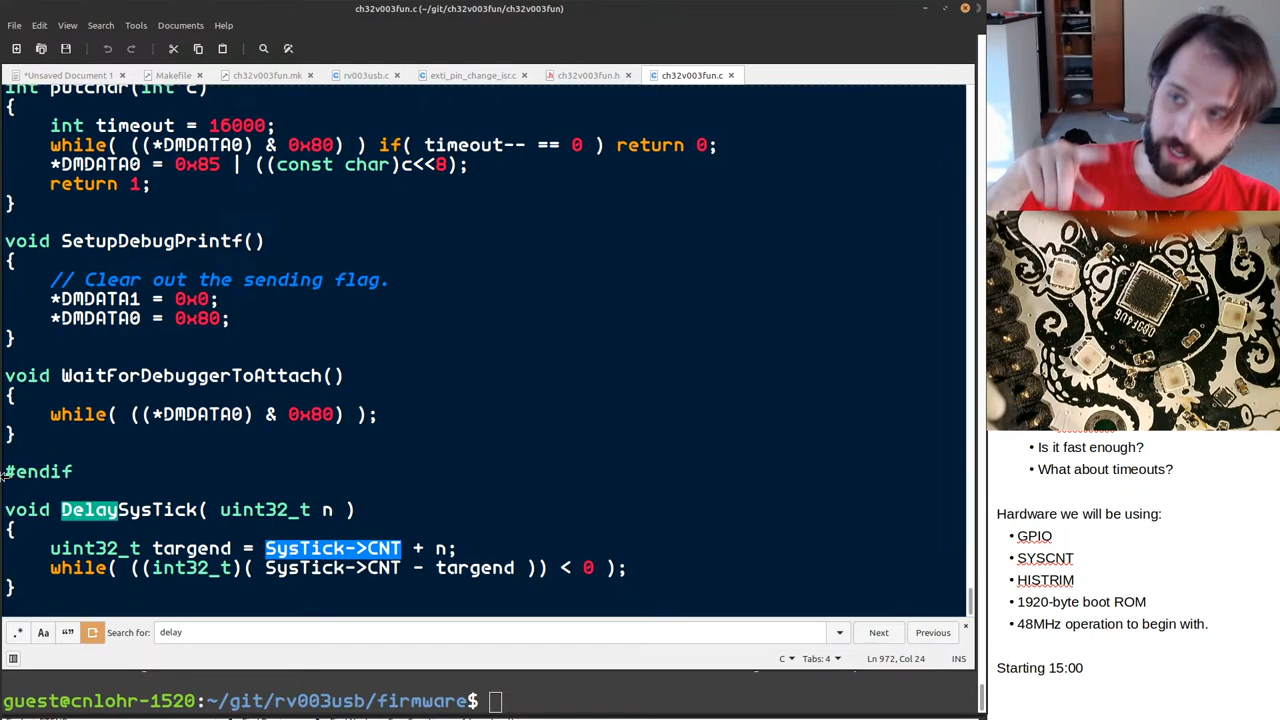 ch32v003fun.c (~/git/ch32v003fun/ch32v003fun)
File Edit View Search Tools Documents Help
*Unsaved Document 1 Makefile ch32v003fun.mk rv003usb.c exti_pin_change_isr.c ch32v003fun.h ch32v003fun.c
int putchar(int c)
{
int timeout = 16000;
while( ((*DMDATA0) & 0x80) ) if( timeout-- == 0 ) return 0;
*DMDATA0 = 0x85 | ((const char)c<<8);
return 1;
}
void SetupDebugPrintf()
{
// Clear out the sending flag.
*DMDATA1 = 0x0;
*DMDATA0 = 0x80;
}
void WaitForDebuggerToAttach()
{
while( ((*DMDATA0) & 0x80) );
}
#endif
void DelaySysTick( uint32_t n )
{
uint32_t targend = SysTick->CNT + n;
while( ((int32_t)( SysTick->CNT - targend )) < 0 );
}
.* Aa “” Search for: delay Next Previous
C Tabs: 4 Ln 972, Col 24 INS
guest@cnlohr-1520:~/git/rv003usb/firmware$
• Is it fast enough?
• What about timeouts?
Hardware we will be using:
• GPIO
• SYSCNT
• HISTRIM
• 1920-byte boot ROM
• 48MHz operation to begin with.
Starting 15:00